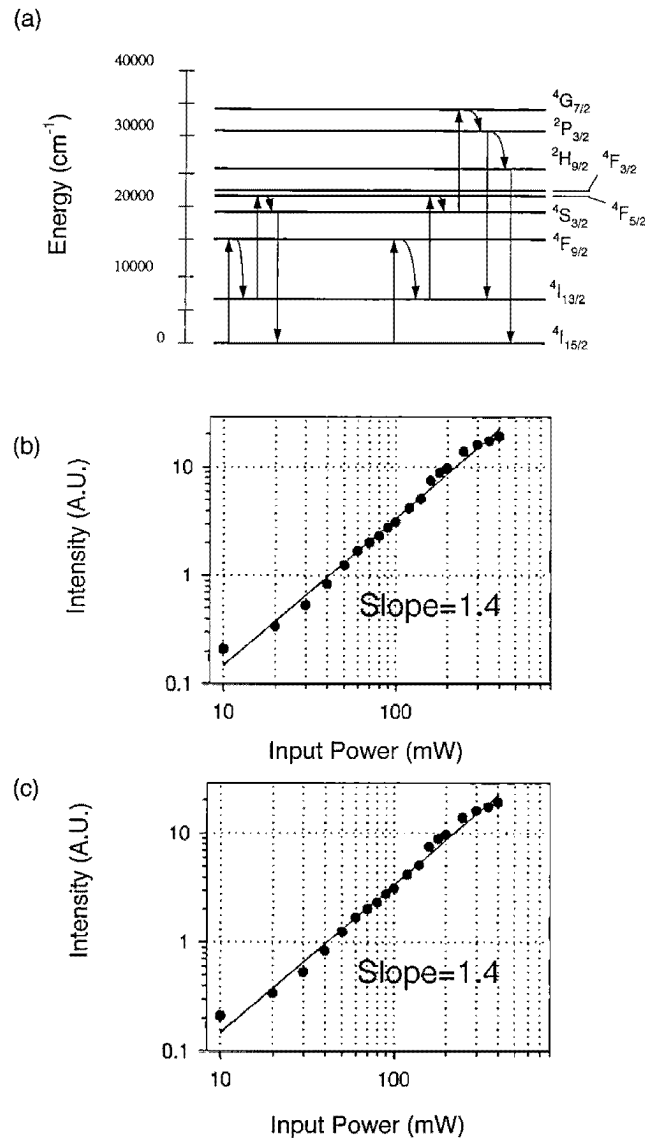 (a)
Energy (cm⁻¹)
40000
30000
20000
10000
0
⁴G₇/₂
²P₃/₂
²H₉/₂
⁴F₃/₂
⁴F₅/₂
⁴S₃/₂
⁴F₉/₂
⁴I₁₃/₂
⁴I₁₅/₂
(b)
Intensity (A.U.)
10
1
0.1
Slope=1.4
10
100
Input Power (mW)
(c)
Intensity (A.U.)
10
1
0.1
Slope=1.4
10
100
Input Power (mW)